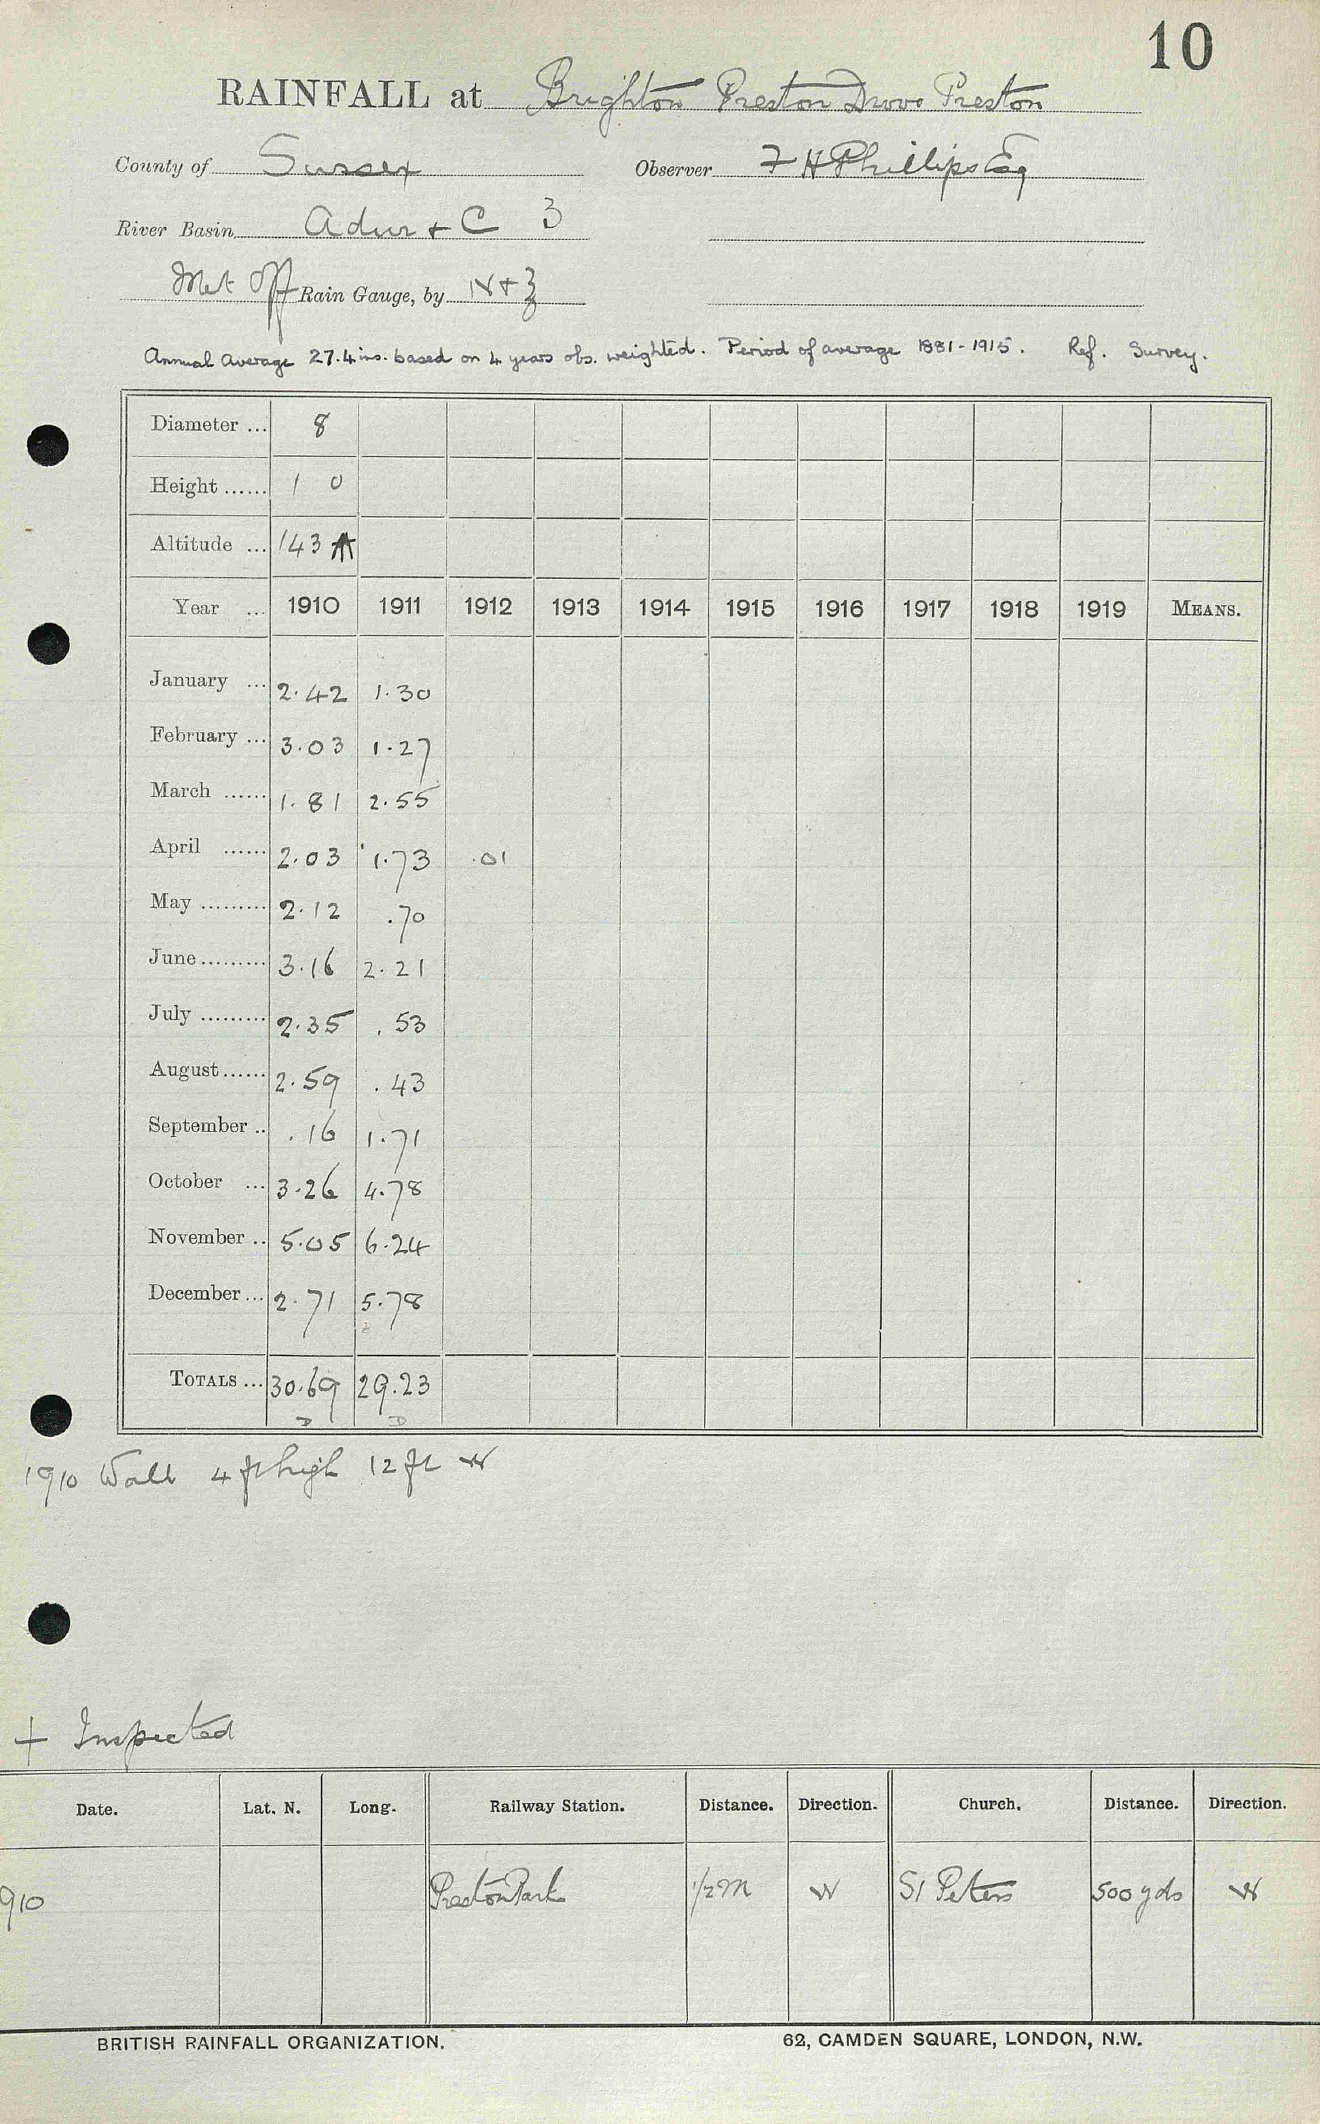 10
RAINFALL at Brighton Preston Drove Preston
County of Sussex Observer F H Phillips Esq
River Basin Adur + C 3
Met Off Rain Gauge, by N + Z
Annual Average 27.4 ins. based on 4 years obs. weighted. Period of average 1881-1915. Ref. Survey.
Diameter ... 8
Height ...... 1 0
Altitude ... 143
Year ... 1910 1911 1912 1913 1914 1915 1916 1917 1918 1919 MEANS.
January ... 2.42 1.30
February ... 3.03 1.27
March ...... 1.81 2.55
April ...... 2.03 1.73 .01
May ......... 2.12 .70
June ......... 3.16 2.21
July ......... 2.35 .53
August ...... 2.59 .43
September .. .16 1.71
October ... 3.26 4.78
November .. 5.05 6.24
December ... 2.71 5.78
TOTALS ... 30.69 29.23
D D
1910 Wall 4 ft high 12 ft W
+ Inspected
Date. Lat. N. Long. Railway Station. Distance. Direction. Church. Distance. Direction.
910 Preston Park 1/2 M W St Peters 500 yds W
BRITISH RAINFALL ORGANIZATION. 62, CAMDEN SQUARE, LONDON, N.W.